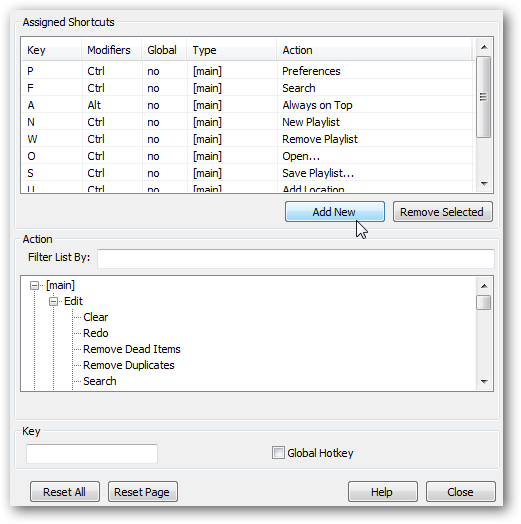 Assigned Shortcuts
Key Modifiers Global Type Action
P Ctrl no [main] Preferences
F Ctrl no Search
A Alt no [main] Always on Top
N Ctrl no [main] New Playlist
W Ctrl no [main] Remove Playlist
O Ctrl no [main] Open...
S Ctrl no [main] Save Playlist...
U Ctrl no [main] Add Location
Add New Remove Selected
Action
Filter List By:
[main]
Edit
Clear
Redo
Remove Dead Items
Remove Duplicates
Search
Key
Global Hotkey
Reset All Reset Page Help Close